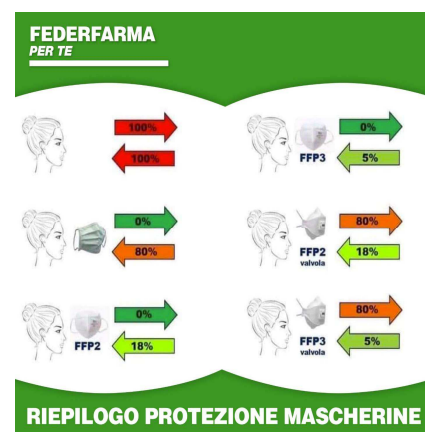 FEDERFARMA
PER TE
100%
100%
0%
80%
FFP2
0%
18%
FFP3
0%
5%
FFP2
valvola
80%
18%
FFP3
valvola
80%
5%
RIEPILOGO PROTEZIONE MASCHERINE